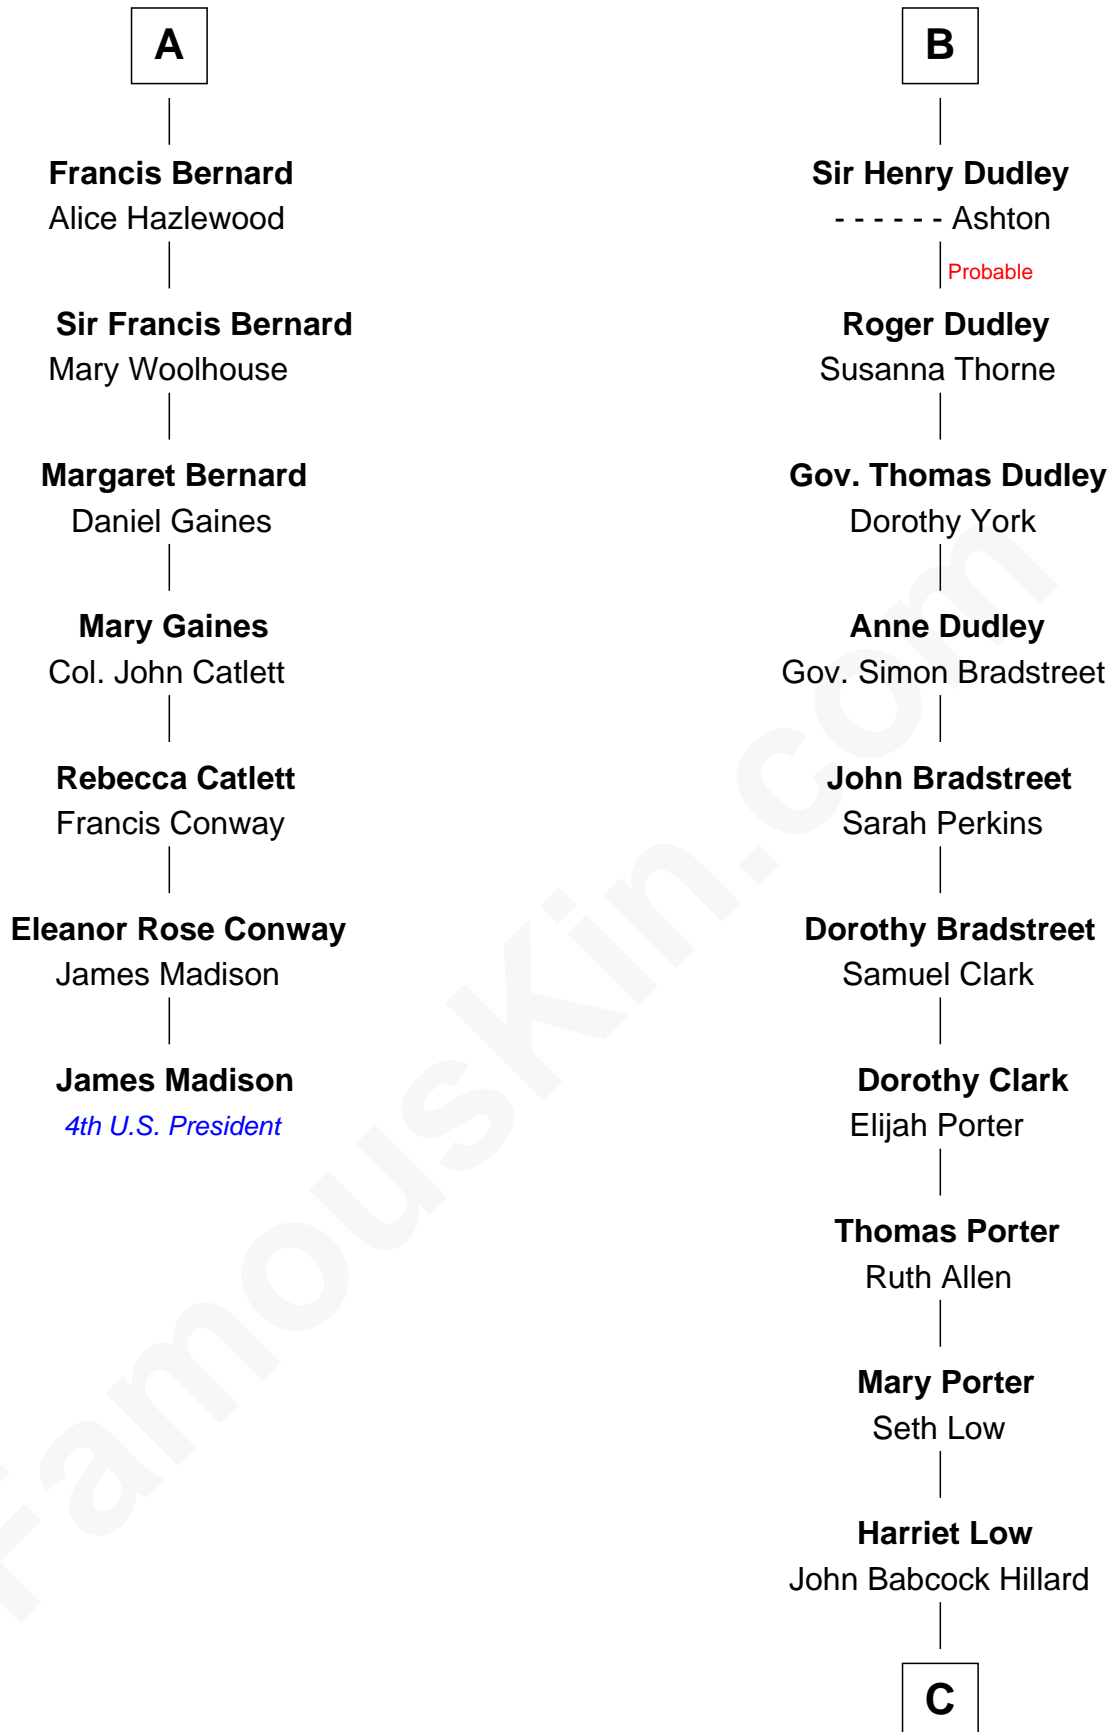 A
Francis Bernard
Alice Hazlewood
Sir Francis Bernard
Mary Woolhouse
Margaret Bernard
Daniel Gaines
Mary Gaines
Col. John Catlett
Rebecca Catlett
Francis Conway
Eleanor Rose Conway
James Madison
James Madison
4th U.S. President
B
Sir Henry Dudley
- - - - - - Ashton
Probable
Roger Dudley
Susanna Thorne
Gov. Thomas Dudley
Dorothy York
Anne Dudley
Gov. Simon Bradstreet
John Bradstreet
Sarah Perkins
Dorothy Bradstreet
Samuel Clark
Dorothy Clark
Elijah Porter
Thomas Porter
Ruth Allen
Mary Porter
Seth Low
Harriet Low
John Babcock Hillard
C
FamousKin.com